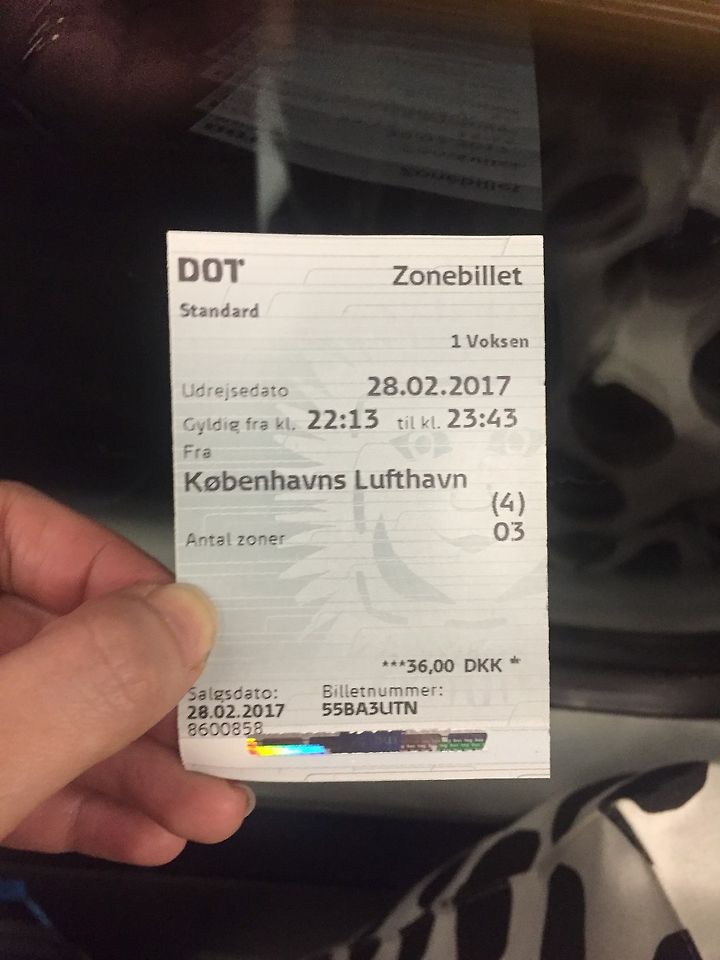 DOT Zonebillet
Standard
1 Voksen
Udrejsedato 28.02.2017
Gyldig fra kl. 22:13 til kl. 23:43
Fra
Københavns Lufthavn
(4)
Antal zoner 03
***36,00 DKK *
Salgsdato: Billetnummer:
28.02.2017 55BA3UTN
8600858
Zonebillet